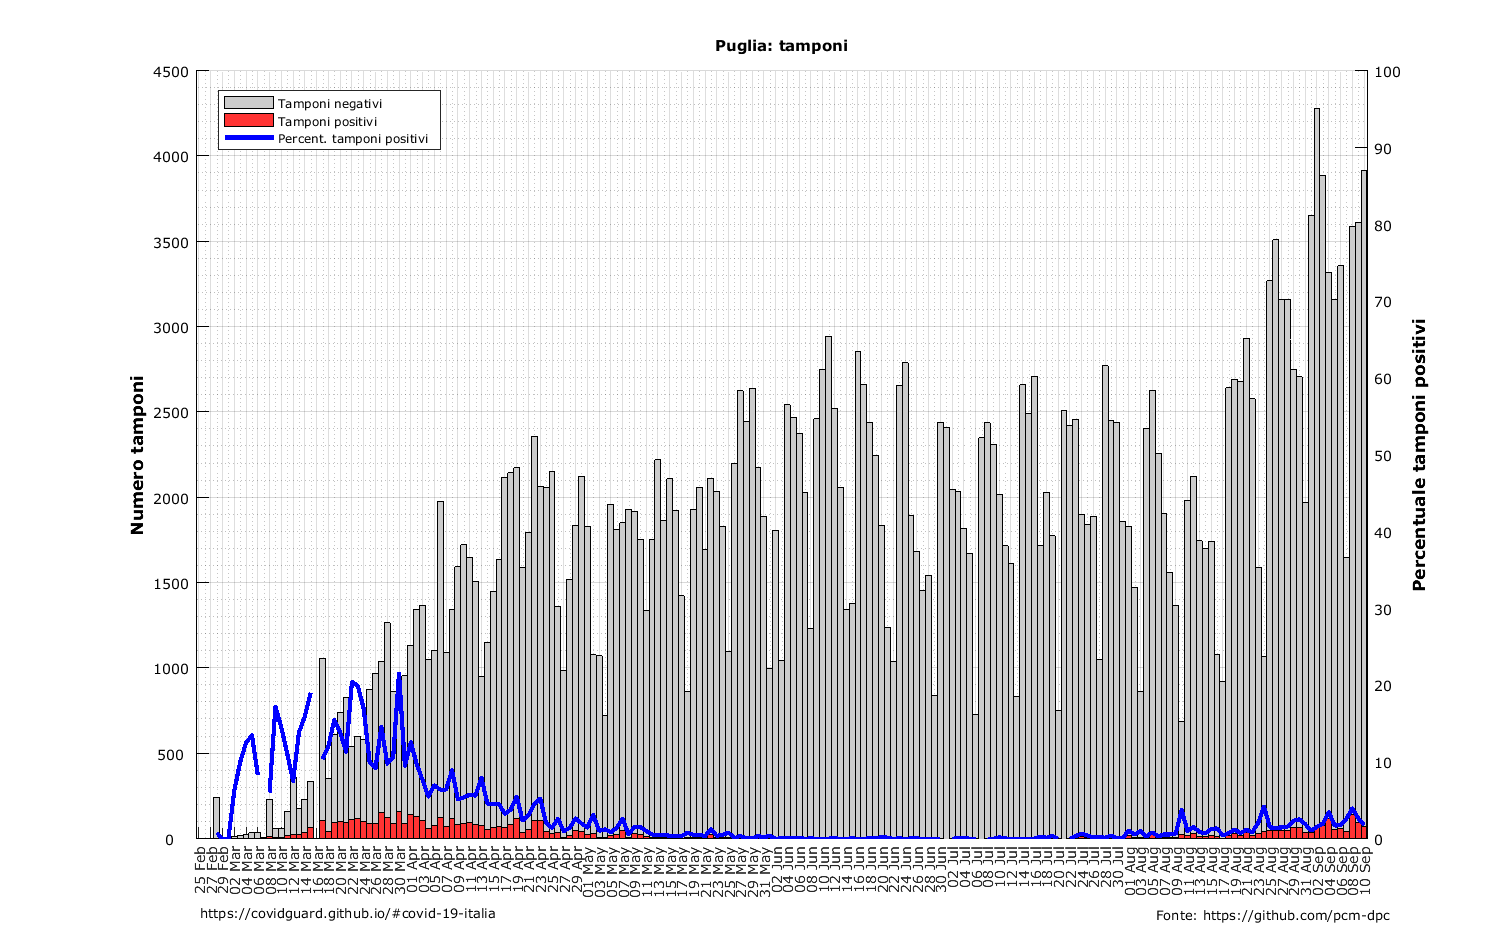 Puglia: tamponi
4500
4000
3500
3000
2500
2000
1500
1000
500
0
Numero tamponi
Tamponi negativi
Tamponi positivi
Percent. tamponi positivi
100
90
80
70
60
50
40
30
20
10
0
Percentuale tamponi positivi
25 Feb
27 Feb
29 Feb
02 Mar
04 Mar
06 Mar
08 Mar
10 Mar
12 Mar
14 Mar
16 Mar
18 Mar
20 Mar
22 Mar
24 Mar
26 Mar
28 Mar
30 Mar
01 Apr
03 Apr
05 Apr
07 Apr
09 Apr
11 Apr
13 Apr
15 Apr
17 Apr
19 Apr
21 Apr
23 Apr
25 Apr
27 Apr
29 Apr
01 May
03 May
05 May
07 May
09 May
11 May
13 May
15 May
17 May
19 May
21 May
23 May
25 May
27 May
29 May
31 May
02 Jun
04 Jun
06 Jun
08 Jun
10 Jun
12 Jun
14 Jun
16 Jun
18 Jun
20 Jun
22 Jun
24 Jun
26 Jun
28 Jun
30 Jun
02 Jul
04 Jul
06 Jul
08 Jul
10 Jul
12 Jul
14 Jul
16 Jul
18 Jul
20 Jul
22 Jul
24 Jul
26 Jul
28 Jul
30 Jul
01 Aug
03 Aug
05 Aug
07 Aug
09 Aug
11 Aug
13 Aug
15 Aug
17 Aug
19 Aug
21 Aug
23 Aug
25 Aug
27 Aug
29 Aug
31 Aug
02 Sep
04 Sep
06 Sep
08 Sep
10 Sep
https://covidguard.github.io/#covid-19-italia
Fonte: https://github.com/pcm-dpc